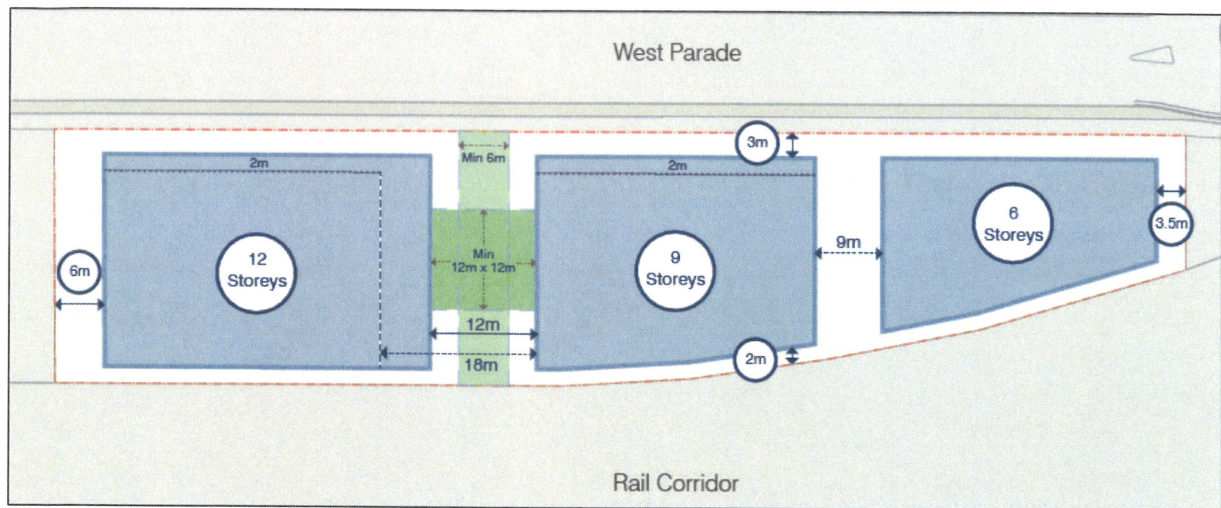 West Parade
3m
2m
Min 6m
2m
6
Storeys
3.5m
12
Storeys
6m
Min
12m x 12m
9
Storeys
9m
12m
18m
2m
Rail Corridor